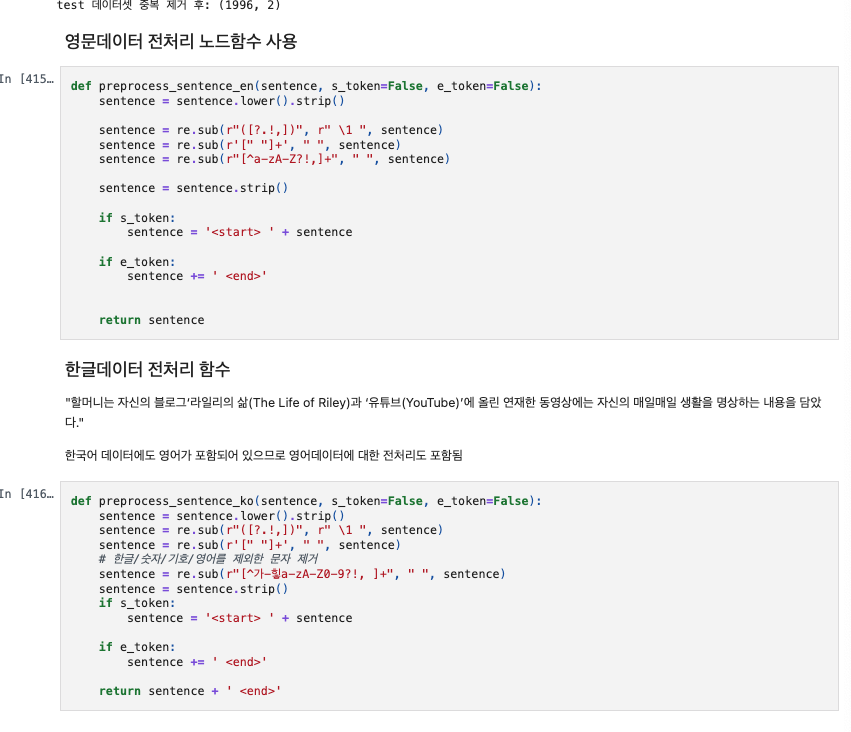 test 데이터셋 중복 제거 후: (1996, 2)
영문데이터 전처리 노드함수 사용
In [415…
def preprocess_sentence_en(sentence, s_token=False, e_token=False):
    sentence = sentence.lower().strip()
    sentence = re.sub(r"([?.!,])", r" \1 ", sentence)
    sentence = re.sub(r'[" "]+', " ", sentence)
    sentence = re.sub(r"[^a-zA-Z?!,]+", " ", sentence)
    sentence = sentence.strip()
    if s_token:
        sentence = '<start> ' + sentence
    if e_token:
        sentence += ' <end>'
    return sentence
한글데이터 전처리 함수
"할머니는 자신의 블로그‘라일리의 삶(The Life of Riley)과 ‘유튜브(YouTube)’에 올린 연재한 동영상에는 자신의 매일매일 생활을 명상하는 내용을 담았
다."
한국어 데이터에도 영어가 포함되어 있으므로 영어데이터에 대한 전처리도 포함됨
In [416…
def preprocess_sentence_ko(sentence, s_token=False, e_token=False):
    sentence = sentence.lower().strip()
    sentence = re.sub(r"([?.!,])", r" \1 ", sentence)
    sentence = re.sub(r'[" "]+', " ", sentence)
    # 한글/숫자/기호/영어를 제외한 문자 제거
    sentence = re.sub(r"[^가-힣a-zA-Z0-9?!, ]+", " ", sentence)
    sentence = sentence.strip()
    if s_token:
        sentence = '<start> ' + sentence
    if e_token:
        sentence += ' <end>'
    return sentence + ' <end>'